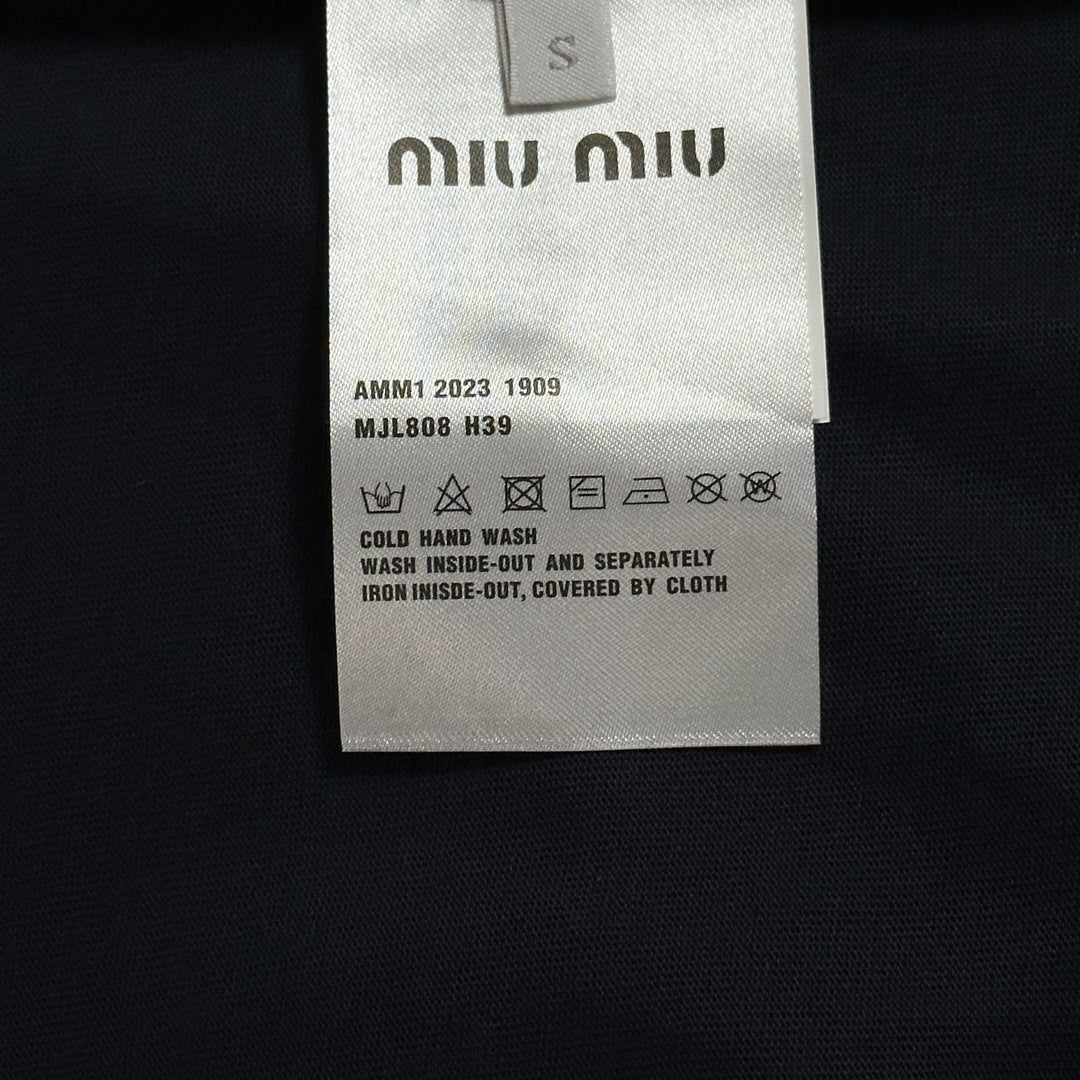 S
miu miu
AMM1 2023 1909
MJL808 H39
W
COLD HAND WASH
WASH INSIDE-OUT AND SEPARATELY
IRON INISDE-OUT, COVERED BY CLOTH